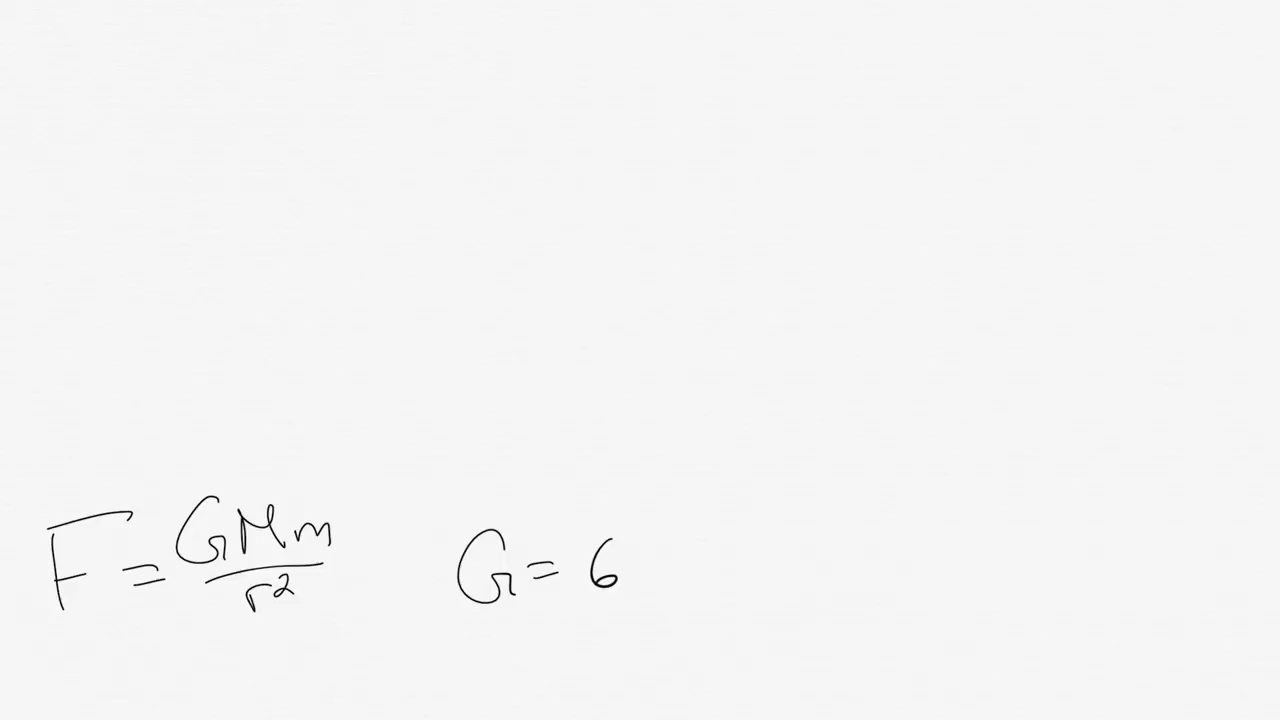 F = GMm/r² G = 6